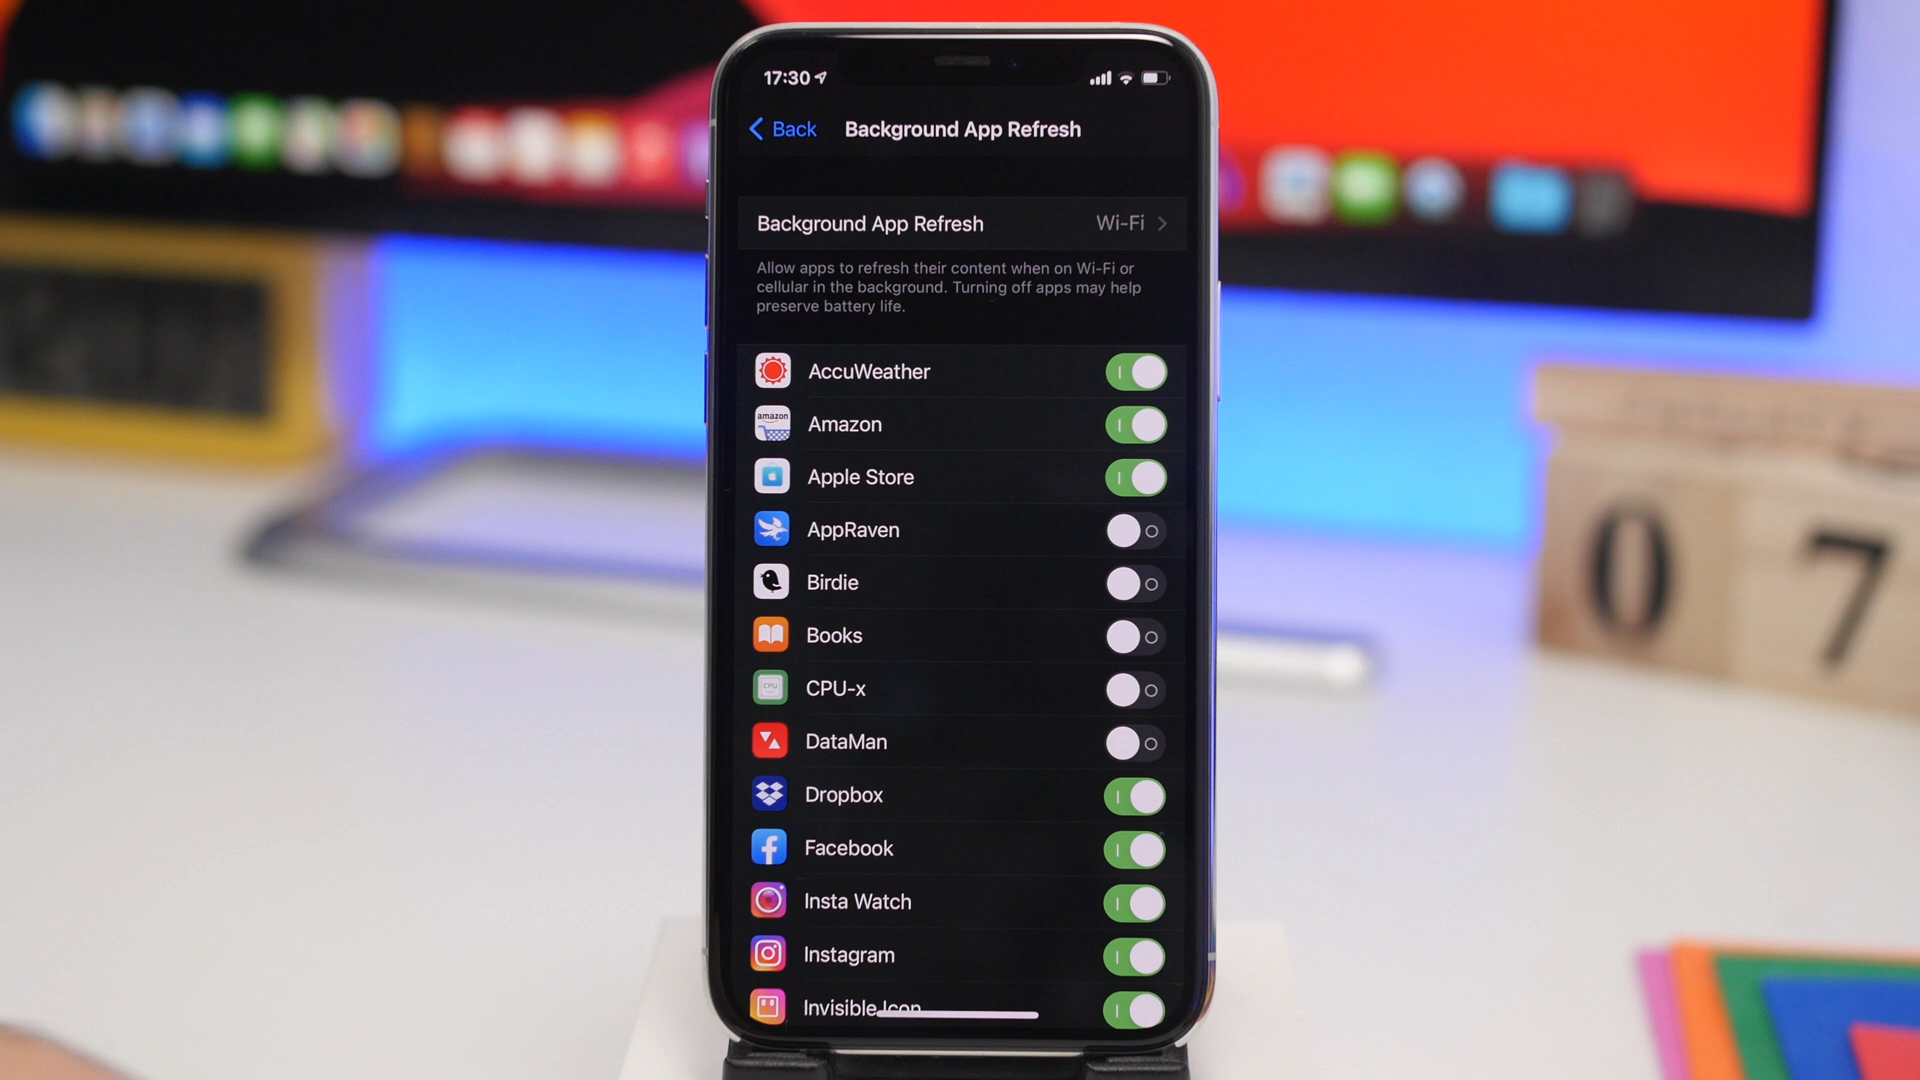 17:30
Back
Background App Refresh
Background App Refresh
Wi-Fi
Allow apps to refresh their content when on Wi-Fi or
cellular in the background. Turning off apps may help
preserve battery life.
AccuWeather
amazon
Amazon
Apple Store
AppRaven
Birdie
Books
CPU
CPU-x
DataMan
Dropbox
Facebook
Insta Watch
Instagram
Invisible Icon
0 7